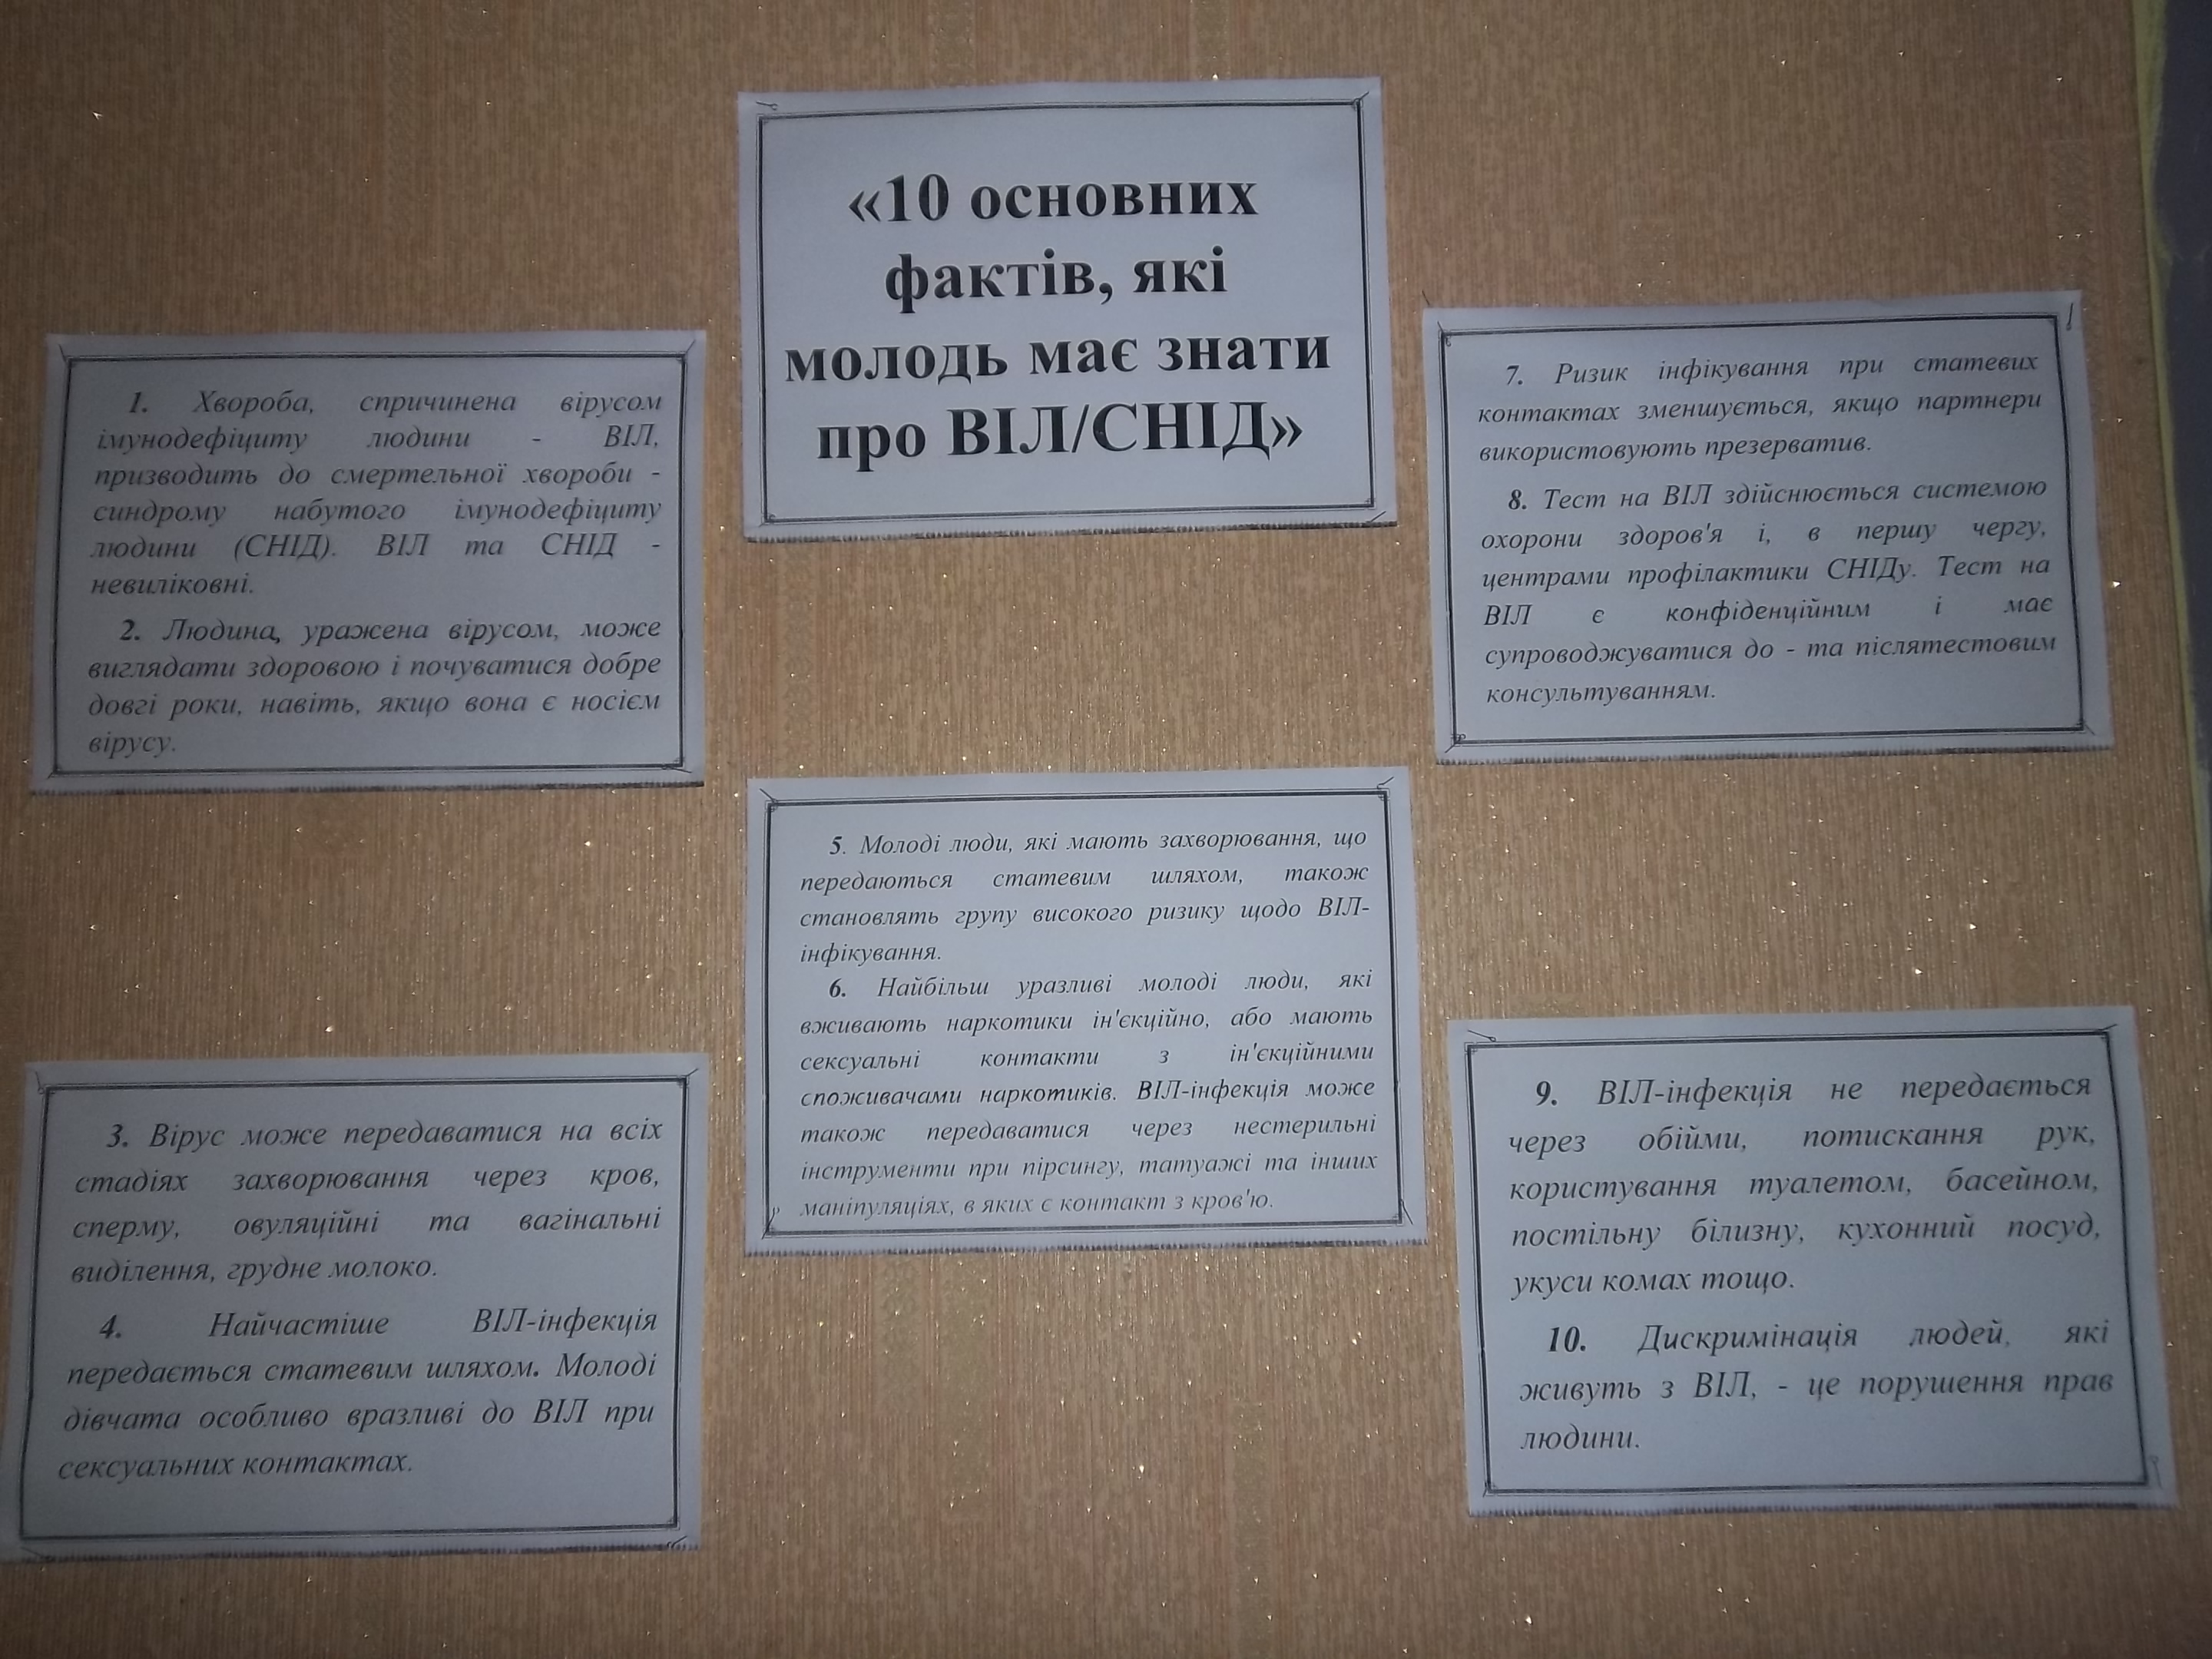 «10 основних
фактів, які
молодь має знати
про ВІЛ/СНІД»
1. Хвороба, спричинена вірусом
імунодефіциту людини - ВІЛ,
призводить до смертельної хвороби -
синдрому набутого імунодефіциту
людини (СНІД). ВІЛ та СНІД -
невиліковні.
2. Людина, уражена вірусом, може
виглядати здоровою і почуватися добре
довгі роки, навіть, якщо вона є носієм
вірусу.
3. Вірус може передаватися на всіх
стадіях захворювання через кров,
сперму, овуляційні та вагінальні
виділення, грудне молоко.
4. Найчастіше ВІЛ-інфекція
передається статевим шляхом. Молоді
дівчата особливо вразливі до ВІЛ при
сексуальних контактах.
5. Молоді люди, які мають захворювання, що
передаються статевим шляхом, також
становлять групу високого ризику щодо ВІЛ-
інфікування.
6. Найбільш уразливі молоді люди, які
вживають наркотики ін'єкційно, або мають
сексуальні контакти з ін'єкційними
споживачами наркотиків. ВІЛ-інфекція може
також передаватися через нестерильні
інструменти при пірсингу, татуажі та інших
маніпуляціях, в яких є контакт з кров'ю.
7. Ризик інфікування при статевих
контактах зменшується, якщо партнери
використовують презерватив.
8. Тест на ВІЛ здійснюється системою
охорони здоров'я і, в першу чергу,
центрами профілактики СНІДу. Тест на
ВІЛ є конфіденційним і має
супроводжуватися до - та післятестовим
консультуванням.
9. ВІЛ-інфекція не передається
через обійми, потискання рук,
користування туалетом, басейном,
постільну білизну, кухонний посуд,
укуси комах тощо.
10. Дискримінація людей, які
живуть з ВІЛ, - це порушення прав
людини.